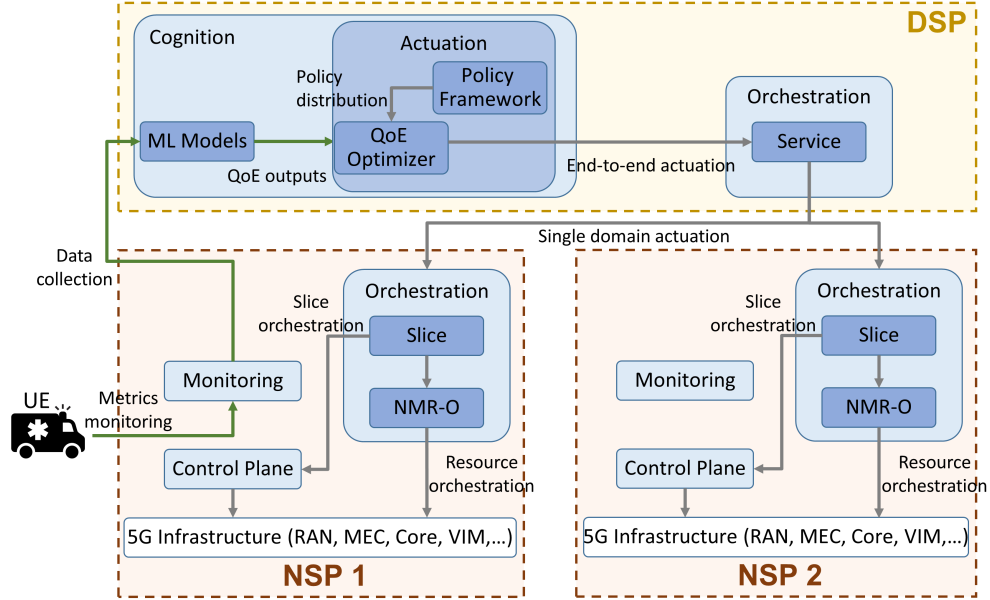 DSP
Cognition
Actuation
Policy
distribution
Policy
Framework
ML Models
QoE
Optimizer
QoE outputs
End-to-end actuation
Orchestration
Service
Single domain actuation
Data
collection
Orchestration
Slice
orchestration
Slice
Monitoring
NMR-O
UE
Metrics
monitoring
Control Plane
Resource
orchestration
5G Infrastructure (RAN, MEC, Core, VIM,...)
NSP 1
Orchestration
Slice
orchestration
Slice
Monitoring
NMR-O
Control Plane
Resource
orchestration
5G Infrastructure (RAN, MEC, Core, VIM,...)
NSP 2